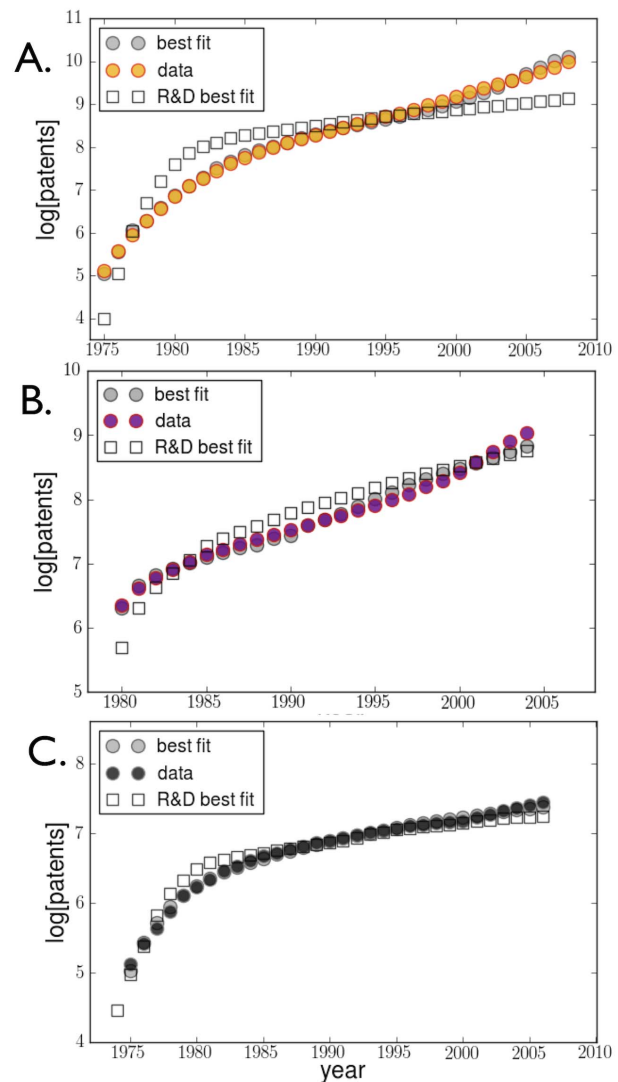 A.
best fit
data
R&D best fit
log[patents]
11
10
9
8
7
6
5
4
1975 1980 1985 1990 1995 2000 2005 2010
B.
best fit
data
R&D best fit
log[patents]
10
9
8
7
6
5
1980 1985 1990 1995 2000 2005
C.
best fit
data
R&D best fit
log[patents]
8
7
6
5
4
1975 1980 1985 1990 1995 2000 2005 2010
year